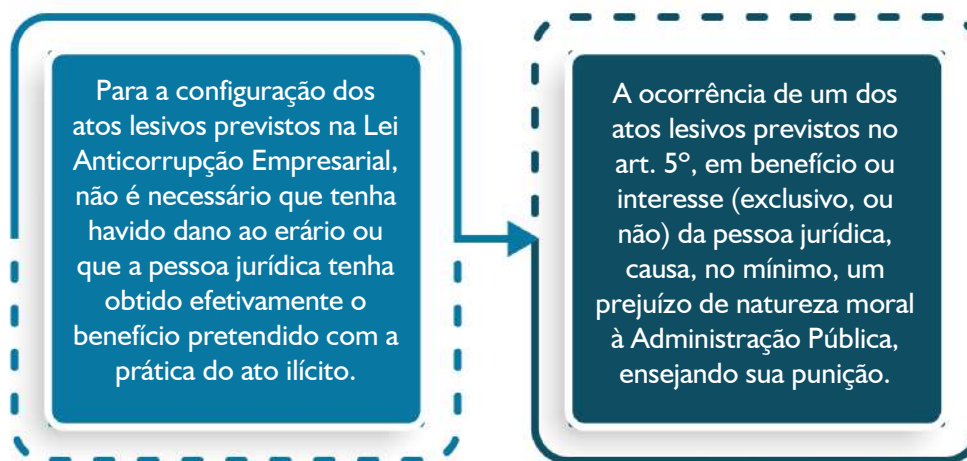 Para a configuração dos
atos lesivos previstos na Lei
Anticorrupção Empresarial,
não é necessário que tenha
havido dano ao erário ou
que a pessoa jurídica tenha
obtido efetivamente o
benefício pretendido com a
prática do ato ilícito.
A ocorrência de um dos
atos lesivos previstos no
art. 5º, em benefício ou
interesse (exclusivo, ou
não) da pessoa jurídica,
causa, no mínimo, um
prejuízo de natureza moral
à Administração Pública,
ensejando sua punição.